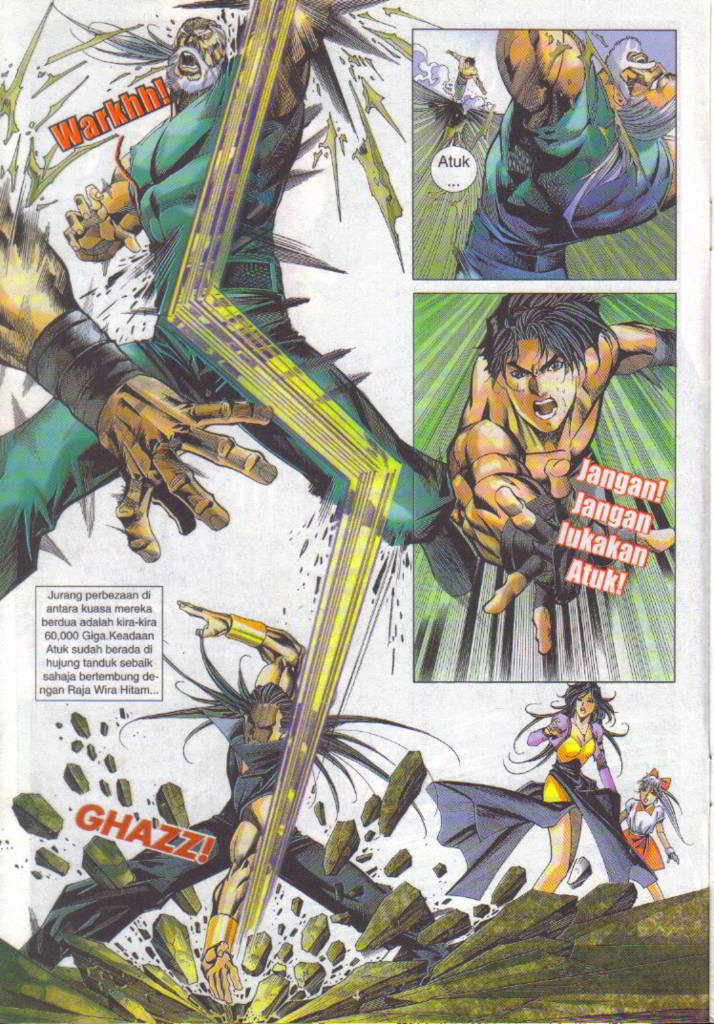 Warkhh!
Atuk
...
Jangan!
Jangan
lukakan
Atuk!
Jurang perbezaan di
antara kuasa mereka
berdua adalah kira-kira
60,000 Giga.Keadaan
Atuk sudah berada di
hujung tanduk sebaik
sahaja bertembung de-
ngan Raja Wira Hitam...
GHAZZ!
4